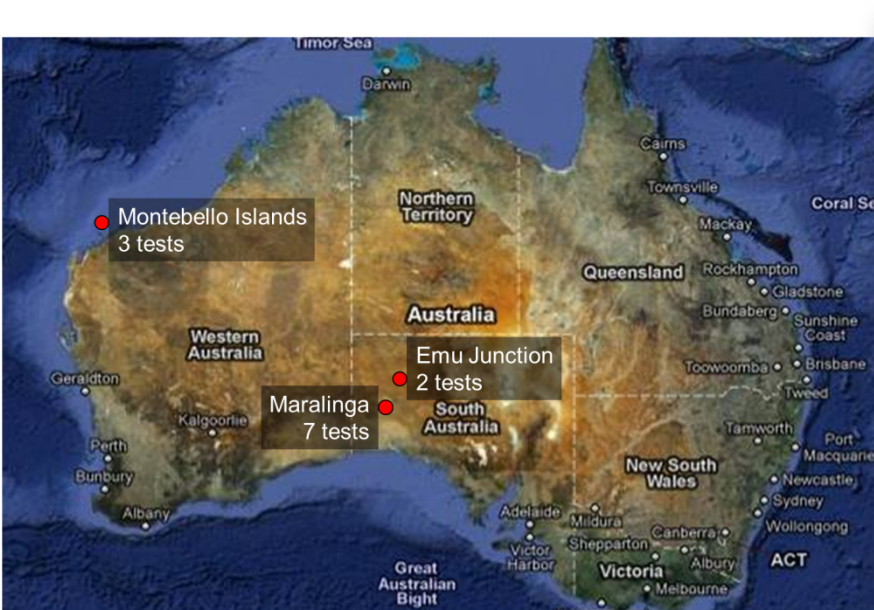 Timor Sea
Darwin
Cairns
Northern
Territory
Townsville
Coral Se
Montebello Islands
3 tests
Mackay
Queensland
Rockhampton
Gladstone
Australia
Bundaberg
Sunshine
Coast
Western
Australia
Emu Junction
2 tests
Toowoomba
Brisbane
Geraldton
Tweed
Maralinga
7 tests
South
Australia
Kalgoorlie
Tamworth
Port
Macquarie
Perth
New South
Wales
Bunbury
Newcastle
Sydney
Albany
Adelaide
Mildura
Wollongong
Canberra
Victor
Harbor
Shepparton
Albury
ACT
Great
Australian
Bight
Victoria
Melbourne